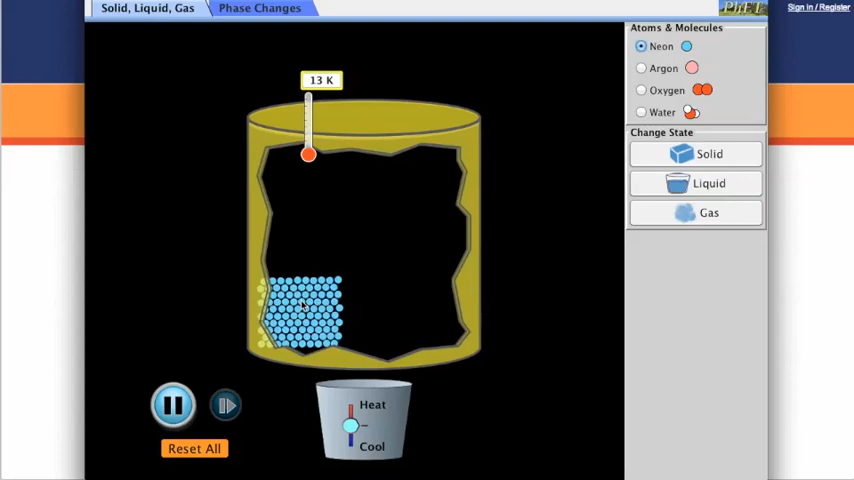 Solid, Liquid, Gas
Phase Changes
PhET
Sign in / Register
Atoms & Molecules
Neon
Argon
Oxygen
Water
Change State
Solid
Liquid
Gas
13 K
Heat
Cool
Reset All